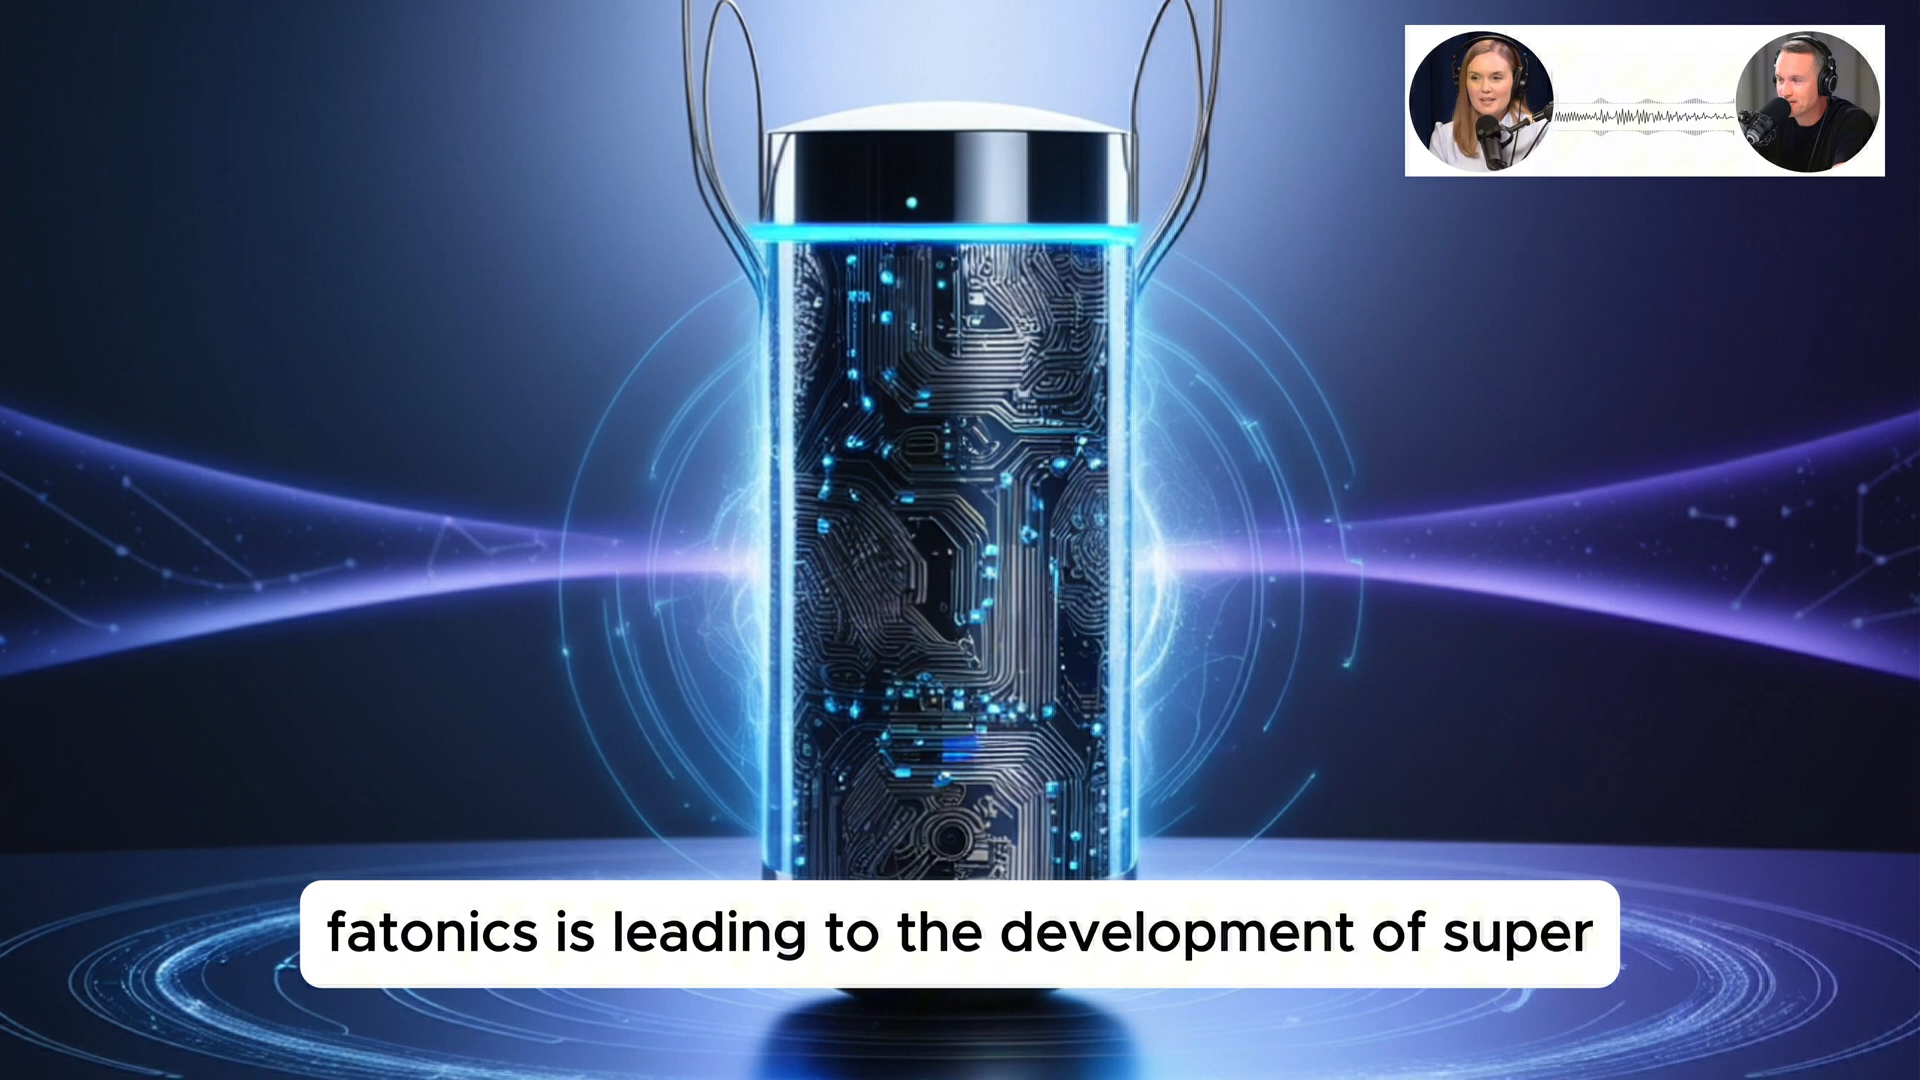 fatonics is leading to the development of super